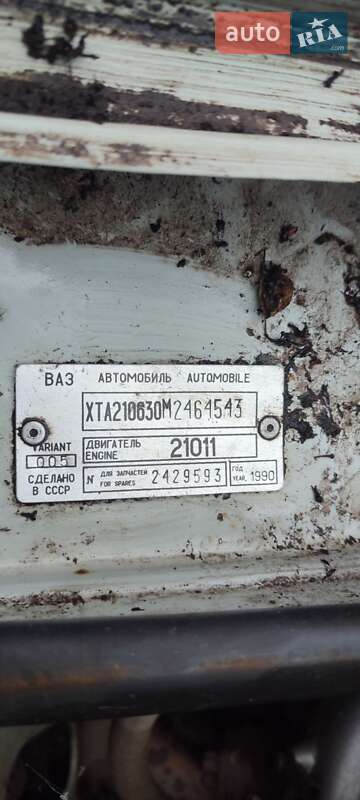 auto RIA .com
ВАЗ АВТОМОБИЛЬ AUTOMOBILE
XTA210630M2464543
VARIANT
005
ДВИГАТЕЛЬ
ENGINE
21011
СДЕЛАНО
В СССР
N ДЛЯ ЗАПЧАСТЕЙ
FOR SPARES
2429593
ГОД
YEAR, 1990